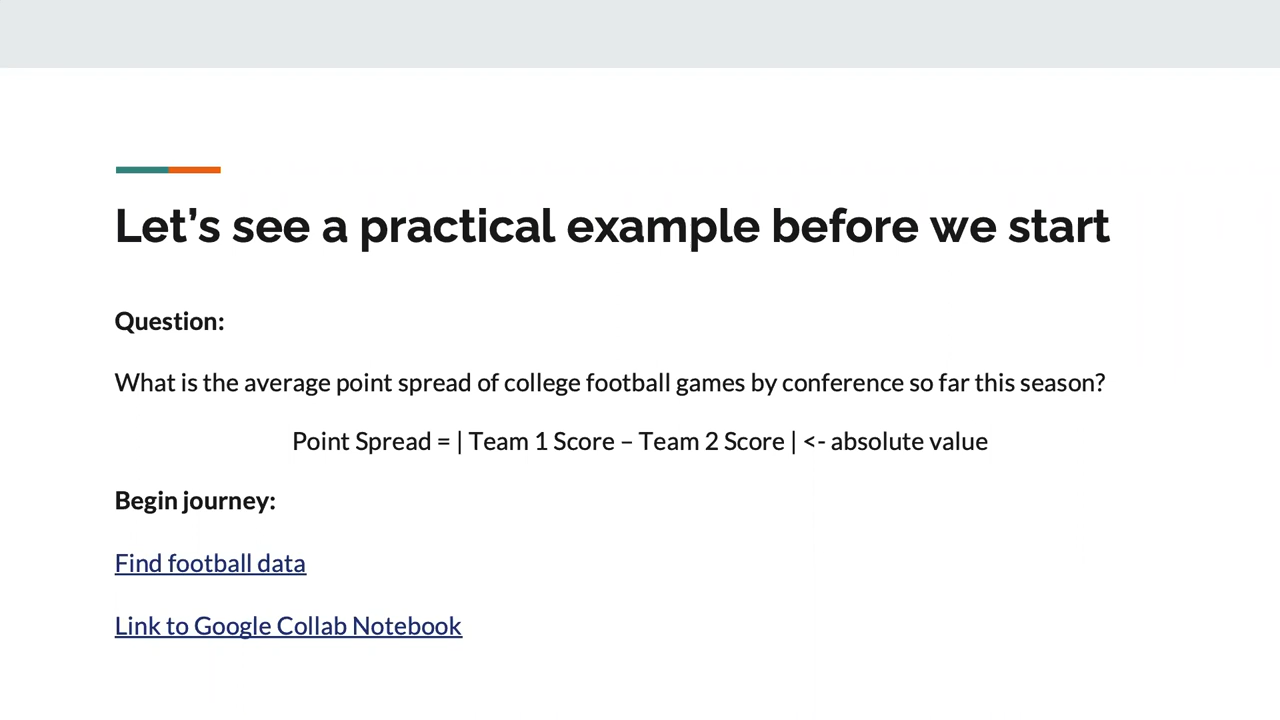 Let’s see a practical example before we start
Question:
What is the average point spread of college football games by conference so far this season?
Point Spread = | Team 1 Score – Team 2 Score | <- absolute value
Begin journey:
Find football data
Link to Google Collab Notebook